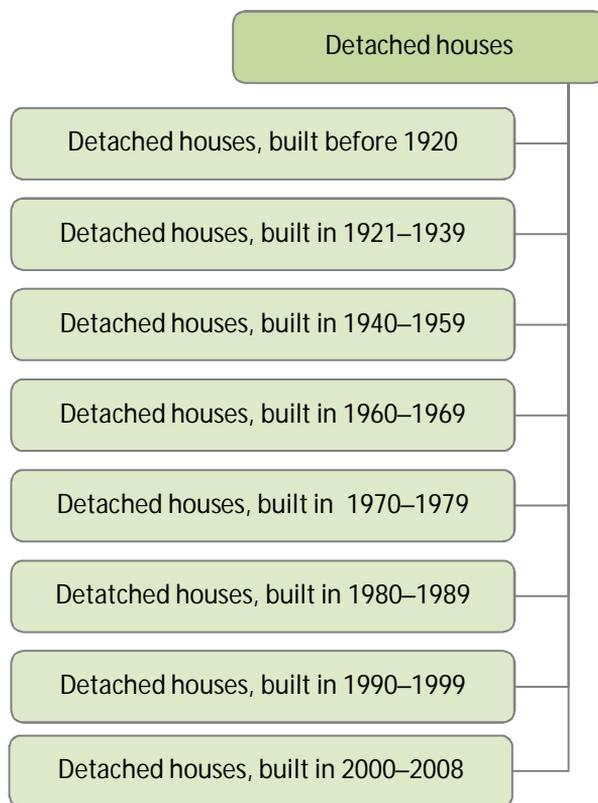 Detached houses
Detached houses, built before 1920
Detached houses, built in 1921–1939
Detached houses, built in 1940–1959
Detached houses, built in 1960–1969
Detached houses, built in  1970–1979
Detatched houses, built in 1980–1989
Detached houses, built in 1990–1999
Detached houses, built in 2000–2008